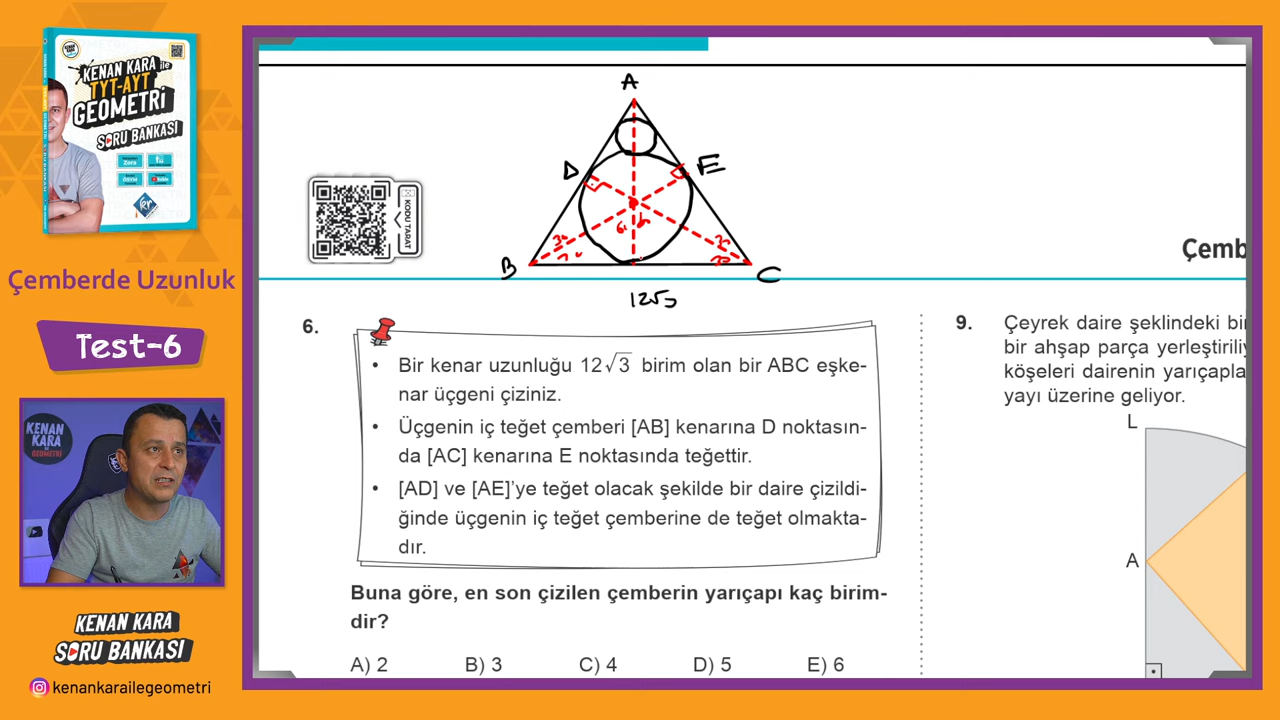 KENAN KARA ile
TYT-AYT
GEOMETRİ
SORU BANKASI
Çemberde Uzunluk
Test-6
KENAN
KARA
GEOMETRİ
KENAN KARA
SORU BANKASI
kenankarailegeometri
KODU TARAT
A
D
E
B
C
Çemb
6.
• Bir kenar uzunluğu 12√3 birim olan bir ABC eşke-
nar üçgeni çiziniz.
• Üçgenin iç teğet çemberi [AB] kenarına D noktasın-
da [AC] kenarına E noktasında teğettir.
• [AD] ve [AE]’ye teğet olacak şekilde bir daire çizildi-
ğinde üçgenin iç teğet çemberine de teğet olmakta-
dır.
Buna göre, en son çizilen çemberin yarıçapı kaç birim-
dir?
A) 2 B) 3 C) 4 D) 5 E) 6
9. Çeyrek daire şeklindeki bi
bir ahşap parça yerleştiriliy
köşeleri dairenin yarıçapla
yayı üzerine geliyor.
L
A